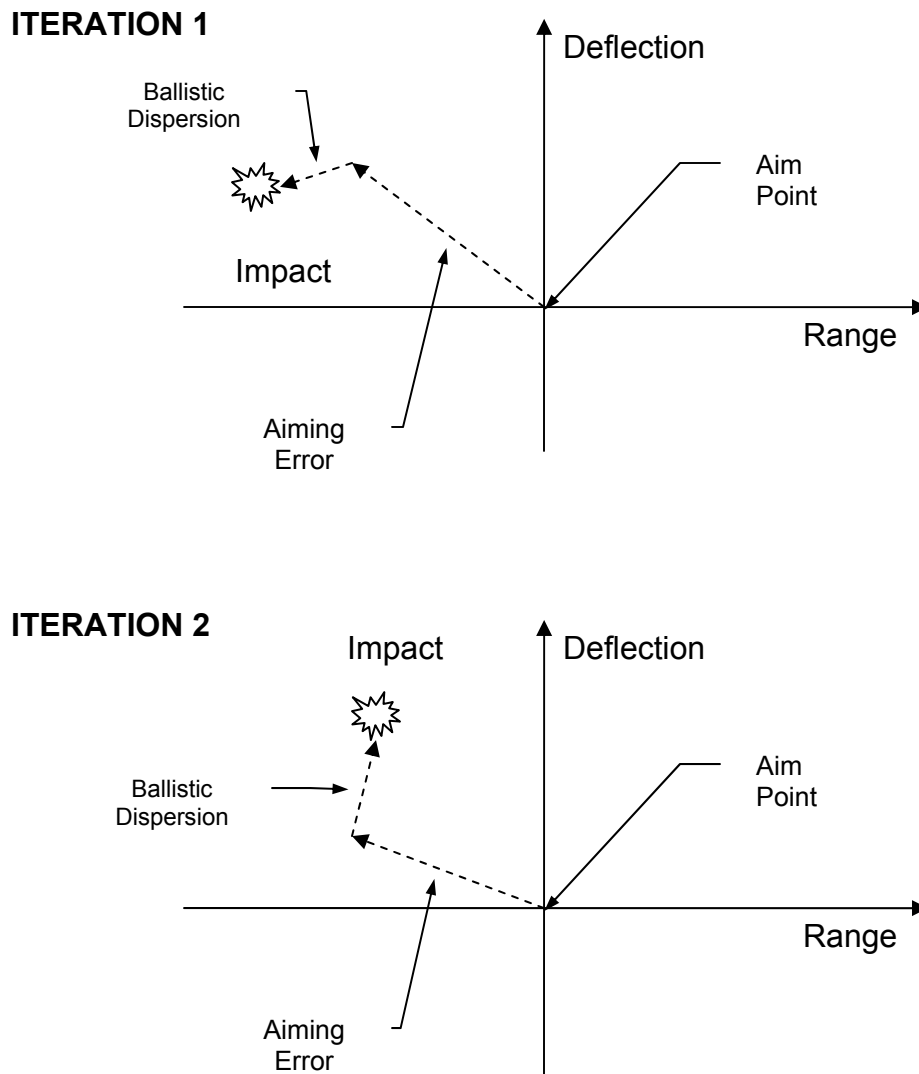 ITERATION 1
Deflection
Ballistic
Dispersion
Aim
Point
Impact
Range
Aiming
Error
ITERATION 2
Impact
Deflection
Aim
Point
Ballistic
Dispersion
Range
Aiming
Error